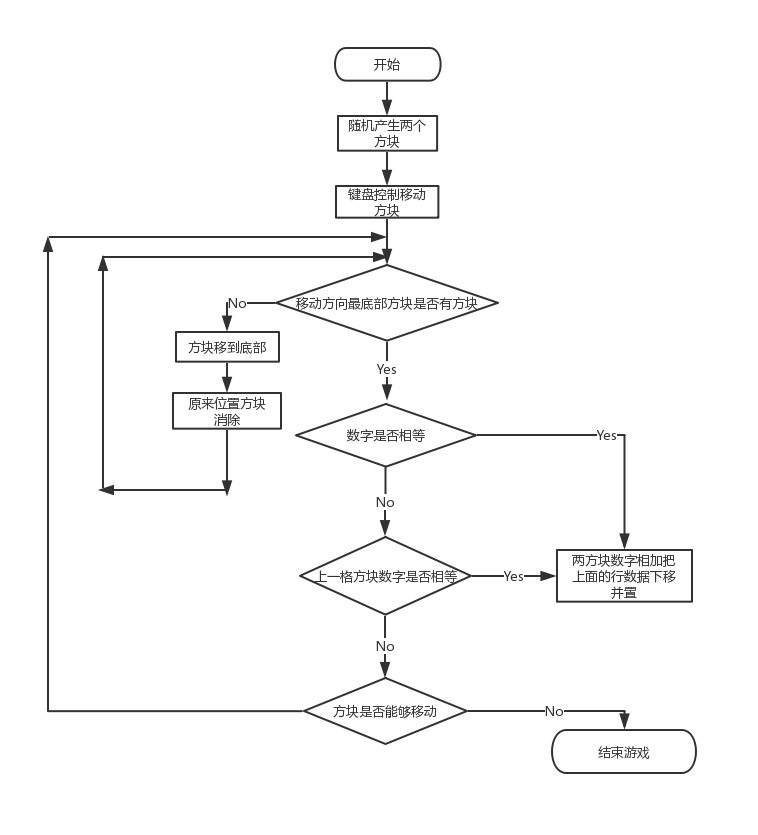 开始
随机产生两个
方块
键盘控制移动
方块
移动方向最底部方块是否有方块
No
方块移到底部
Yes
原来位置方块
消除
数字是否相等
Yes
No
上一格方块数字是否相等
Yes
两方块数字相加把
上面的行数据下移
并置
No
方块是否能够移动
No
结束游戏